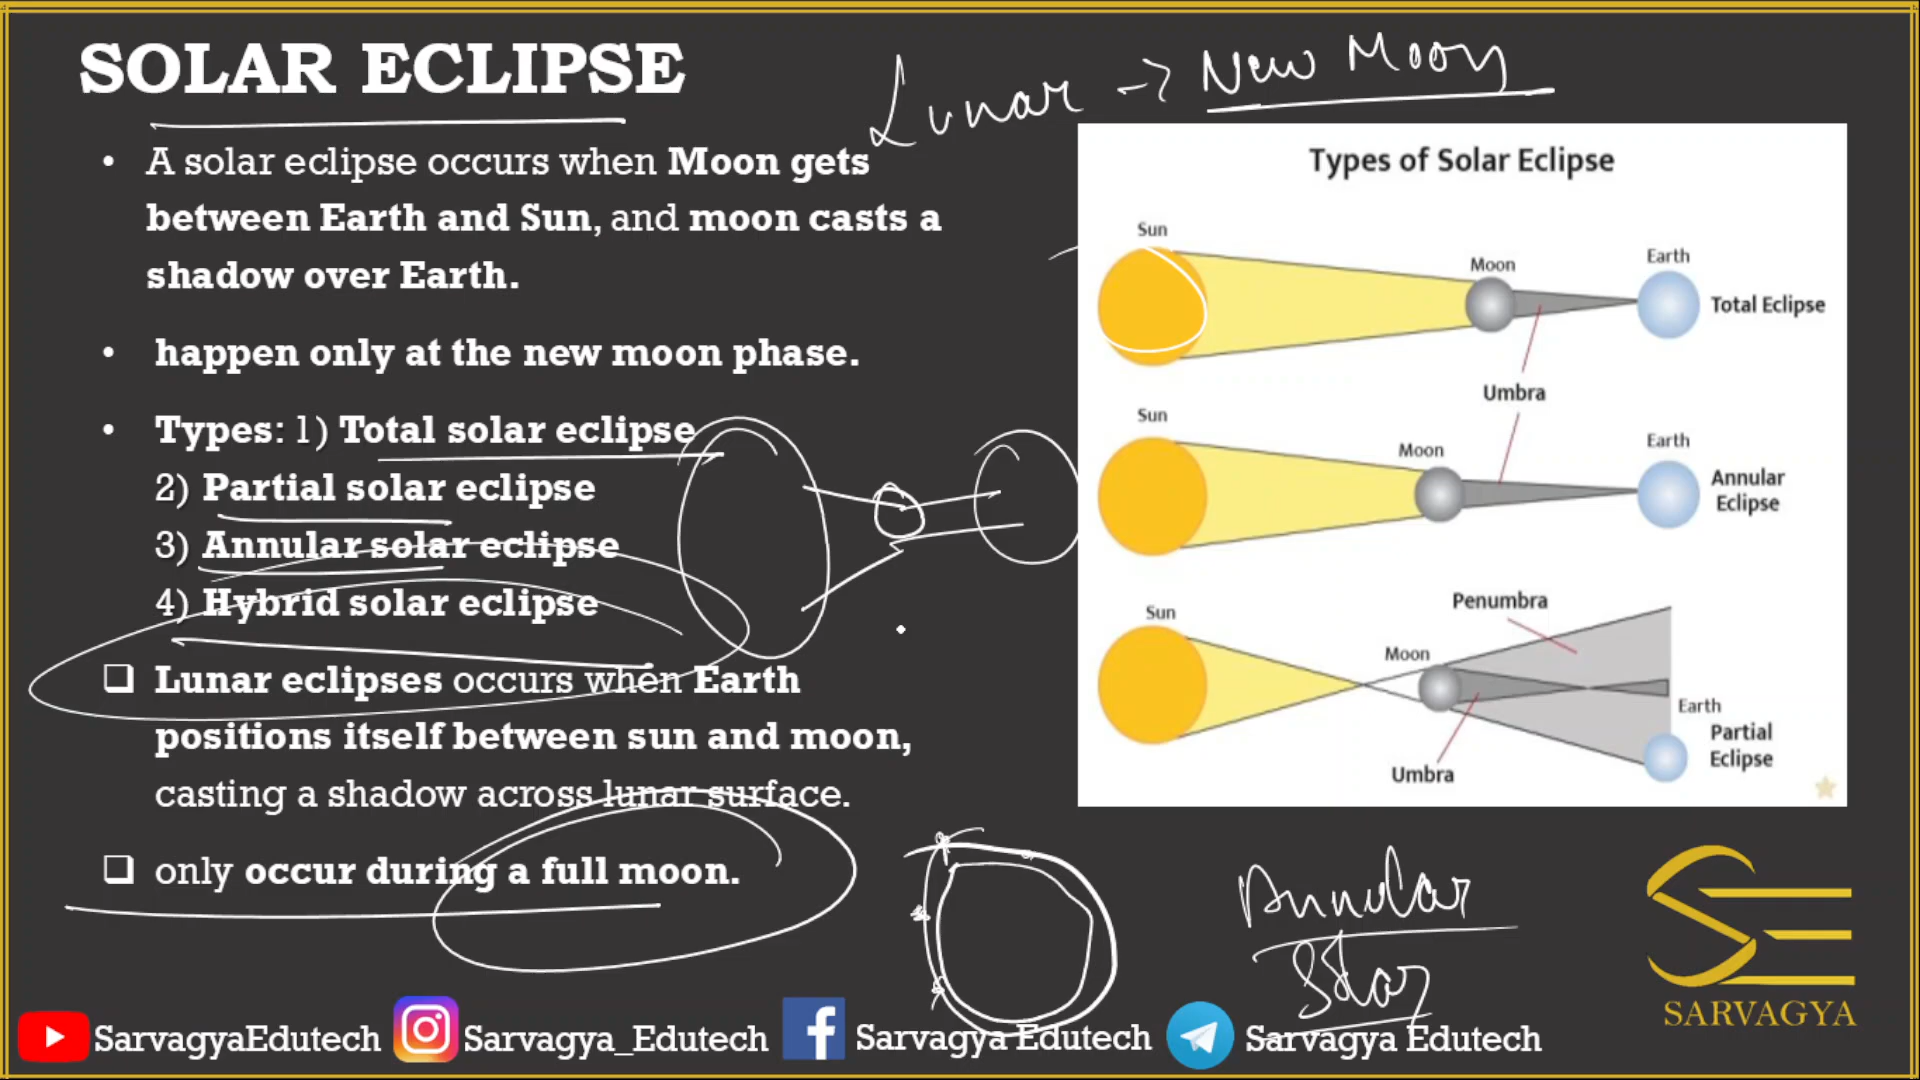 SOLAR ECLIPSE
Lunar -> New Moon
• A solar eclipse occurs when Moon gets
between Earth and Sun, and moon casts a
shadow over Earth.
• happen only at the new moon phase.
• Types: 1) Total solar eclipse
2) Partial solar eclipse
3) Annular solar eclipse
4) Hybrid solar eclipse
❑ Lunar eclipses occurs when Earth
positions itself between sun and moon,
casting a shadow across lunar surface.
❑ only occur during a full moon.
Types of Solar Eclipse
Sun
Moon
Earth
Total Eclipse
Umbra
Sun
Moon
Earth
Annular
Eclipse
Penumbra
Sun
Moon
Earth
Partial
Eclipse
Umbra
Annular
SARVAGYA
SarvagyaEdutech
Sarvagya_Edutech
Sarvagya Edutech
Sarvagya Edutech